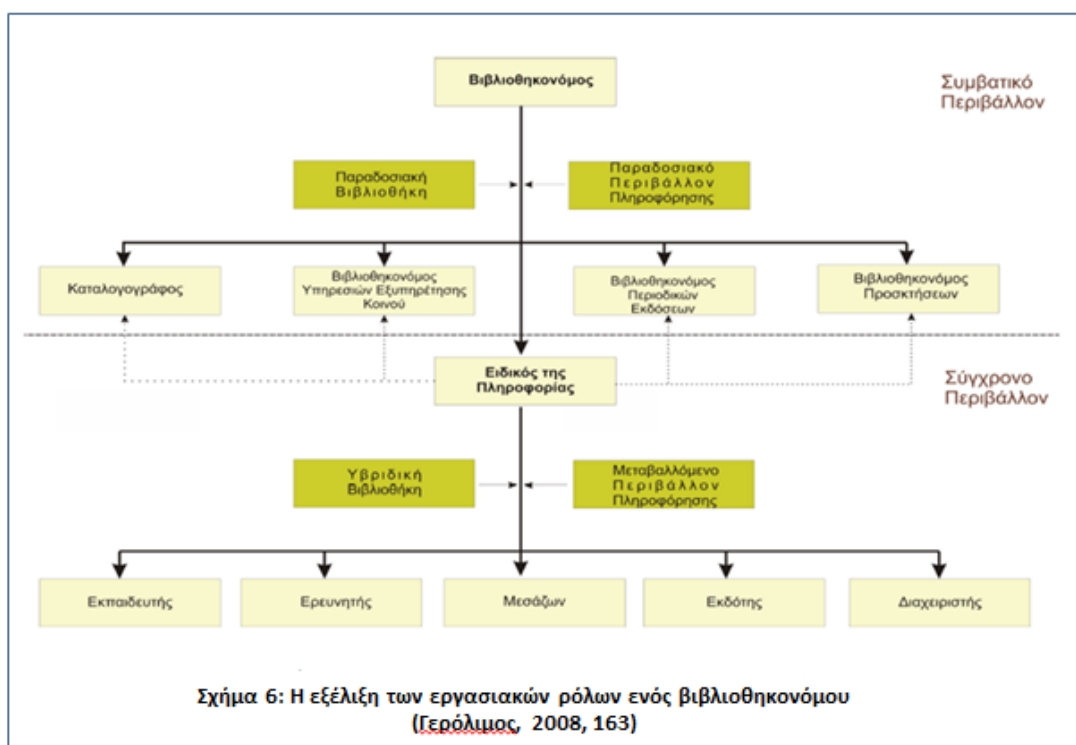 Βιβλιοθηκονόμος
Συμβατικό
Περιβάλλον
Παραδοσιακή
Βιβλιοθήκη
Παραδοσιακό
Περιβάλλον
Πληροφόρησης
Καταλογογράφος
Βιβλιοθηκονόμος
Υπηρεσιών Εξυπηρέτησης
Κοινού
Βιβλιοθηκονόμος
Περιοδικών
Εκδόσεων
Βιβλιοθηκονόμος
Προσκτήσεων
Ειδικός της
Πληροφορίας
Σύγχρονο
Περιβάλλον
Υβριδική
Βιβλιοθήκη
Μεταβαλλόμενο
Περιβάλλον
Πληροφόρησης
Εκπαιδευτής
Ερευνητής
Μεσάζων
Εκδότης
Διαχειριστής
Σχήμα 6: Η εξέλιξη των εργασιακών ρόλων ενός βιβλιοθηκονόμου
(Γερόλιμος, 2008, 163)